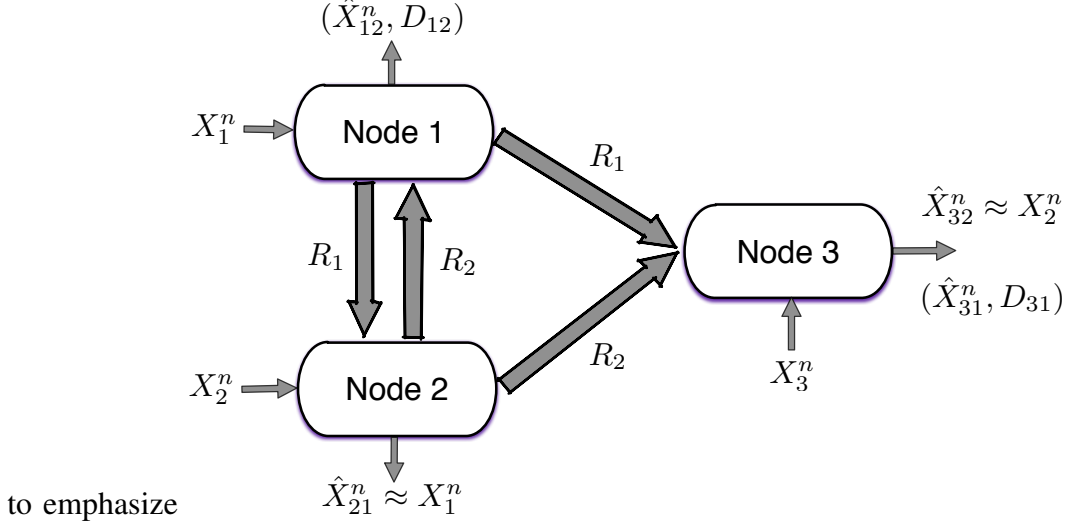 (X̂₁₂ⁿ, D₁₂)
X₁ⁿ
Node 1
R₁
R₁
R₂
X̂₃₂ⁿ ≈ X₂ⁿ
Node 3
(X̂₃₁ⁿ, D₃₁)
R₂
X₃ⁿ
X₂ⁿ
Node 2
X̂₂₁ⁿ ≈ X₁ⁿ
to emphasize